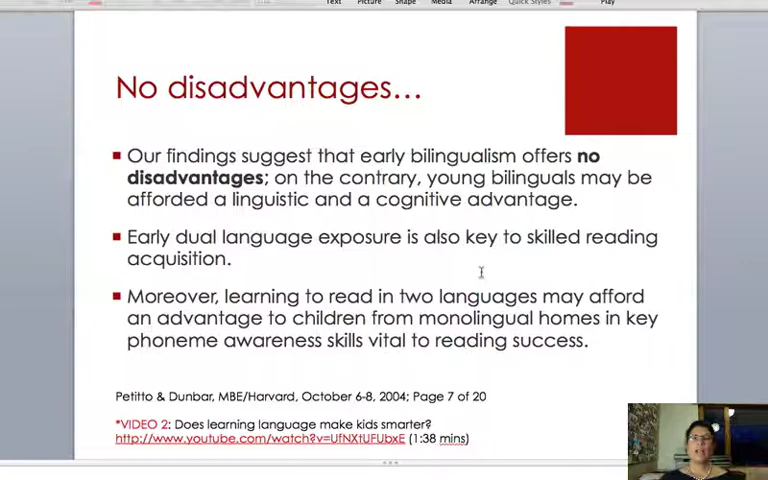 Text Picture Shape Media Arrange Quick Styles Play
No disadvantages...
Our findings suggest that early bilingualism offers no
disadvantages; on the contrary, young bilinguals may be
afforded a linguistic and a cognitive advantage.
Early dual language exposure is also key to skilled reading
acquisition.
Moreover, learning to read in two languages may afford
an advantage to children from monolingual homes in key
phoneme awareness skills vital to reading success.
Petitto & Dunbar, MBE/Harvard, October 6-8, 2004; Page 7 of 20
*VIDEO 2: Does learning language make kids smarter?
http://www.youtube.com/watch?v=UfNXtUFUbxE (1:38 mins)